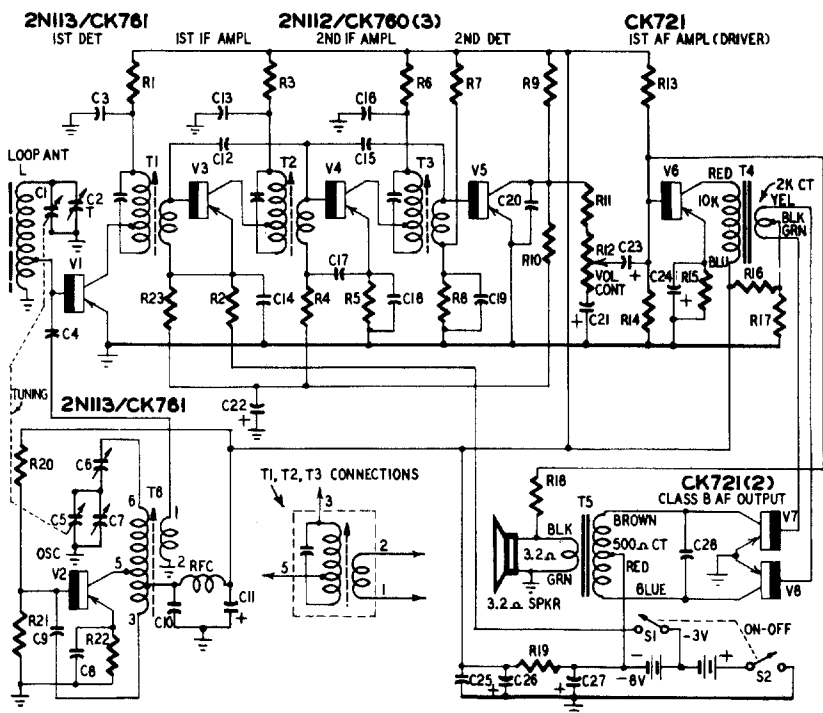 2N113/CK761
1ST DET
2N112/CK760(3)
1ST IF AMPL
2ND IF AMPL
2ND DET
CK721
1ST AF AMPL (DRIVER)
R1
R3
R6
R7
R9
R13
C3
C13
C16
LOOP ANT
L
C1
C2
T
T1
C12
V3
T2
C15
V4
T3
V5
C20
R11
V6
RED
T4
10K
2K CT
YEL
BLK
GRN
V1
R10
R12
VOL
CONT
C23
+
BLU
C24
+
R15
R16
C17
C4
R23
R2
C14
R4
R5
C18
R8
C19
C21
+
R14
R17
TUNING
2N113/CK761
C22
+
R20
C6
T1, T2, T3 CONNECTIONS
R18
CK721(2)
CLASS B AF OUTPUT
C5
C7
6
T6
1
2
3
5
2
1
T5
BLK
3.2Ω
GRN
BROWN
500Ω CT
RED
BLUE
C28
V7
V8
OSC
5
RFC
V2
3
C10
C11
+
3.2Ω SPKR
R21
C9
R22
C8
S1
-3V
ON-OFF
R19
-
-6V
+
S2
C25
+
C26
+
C27